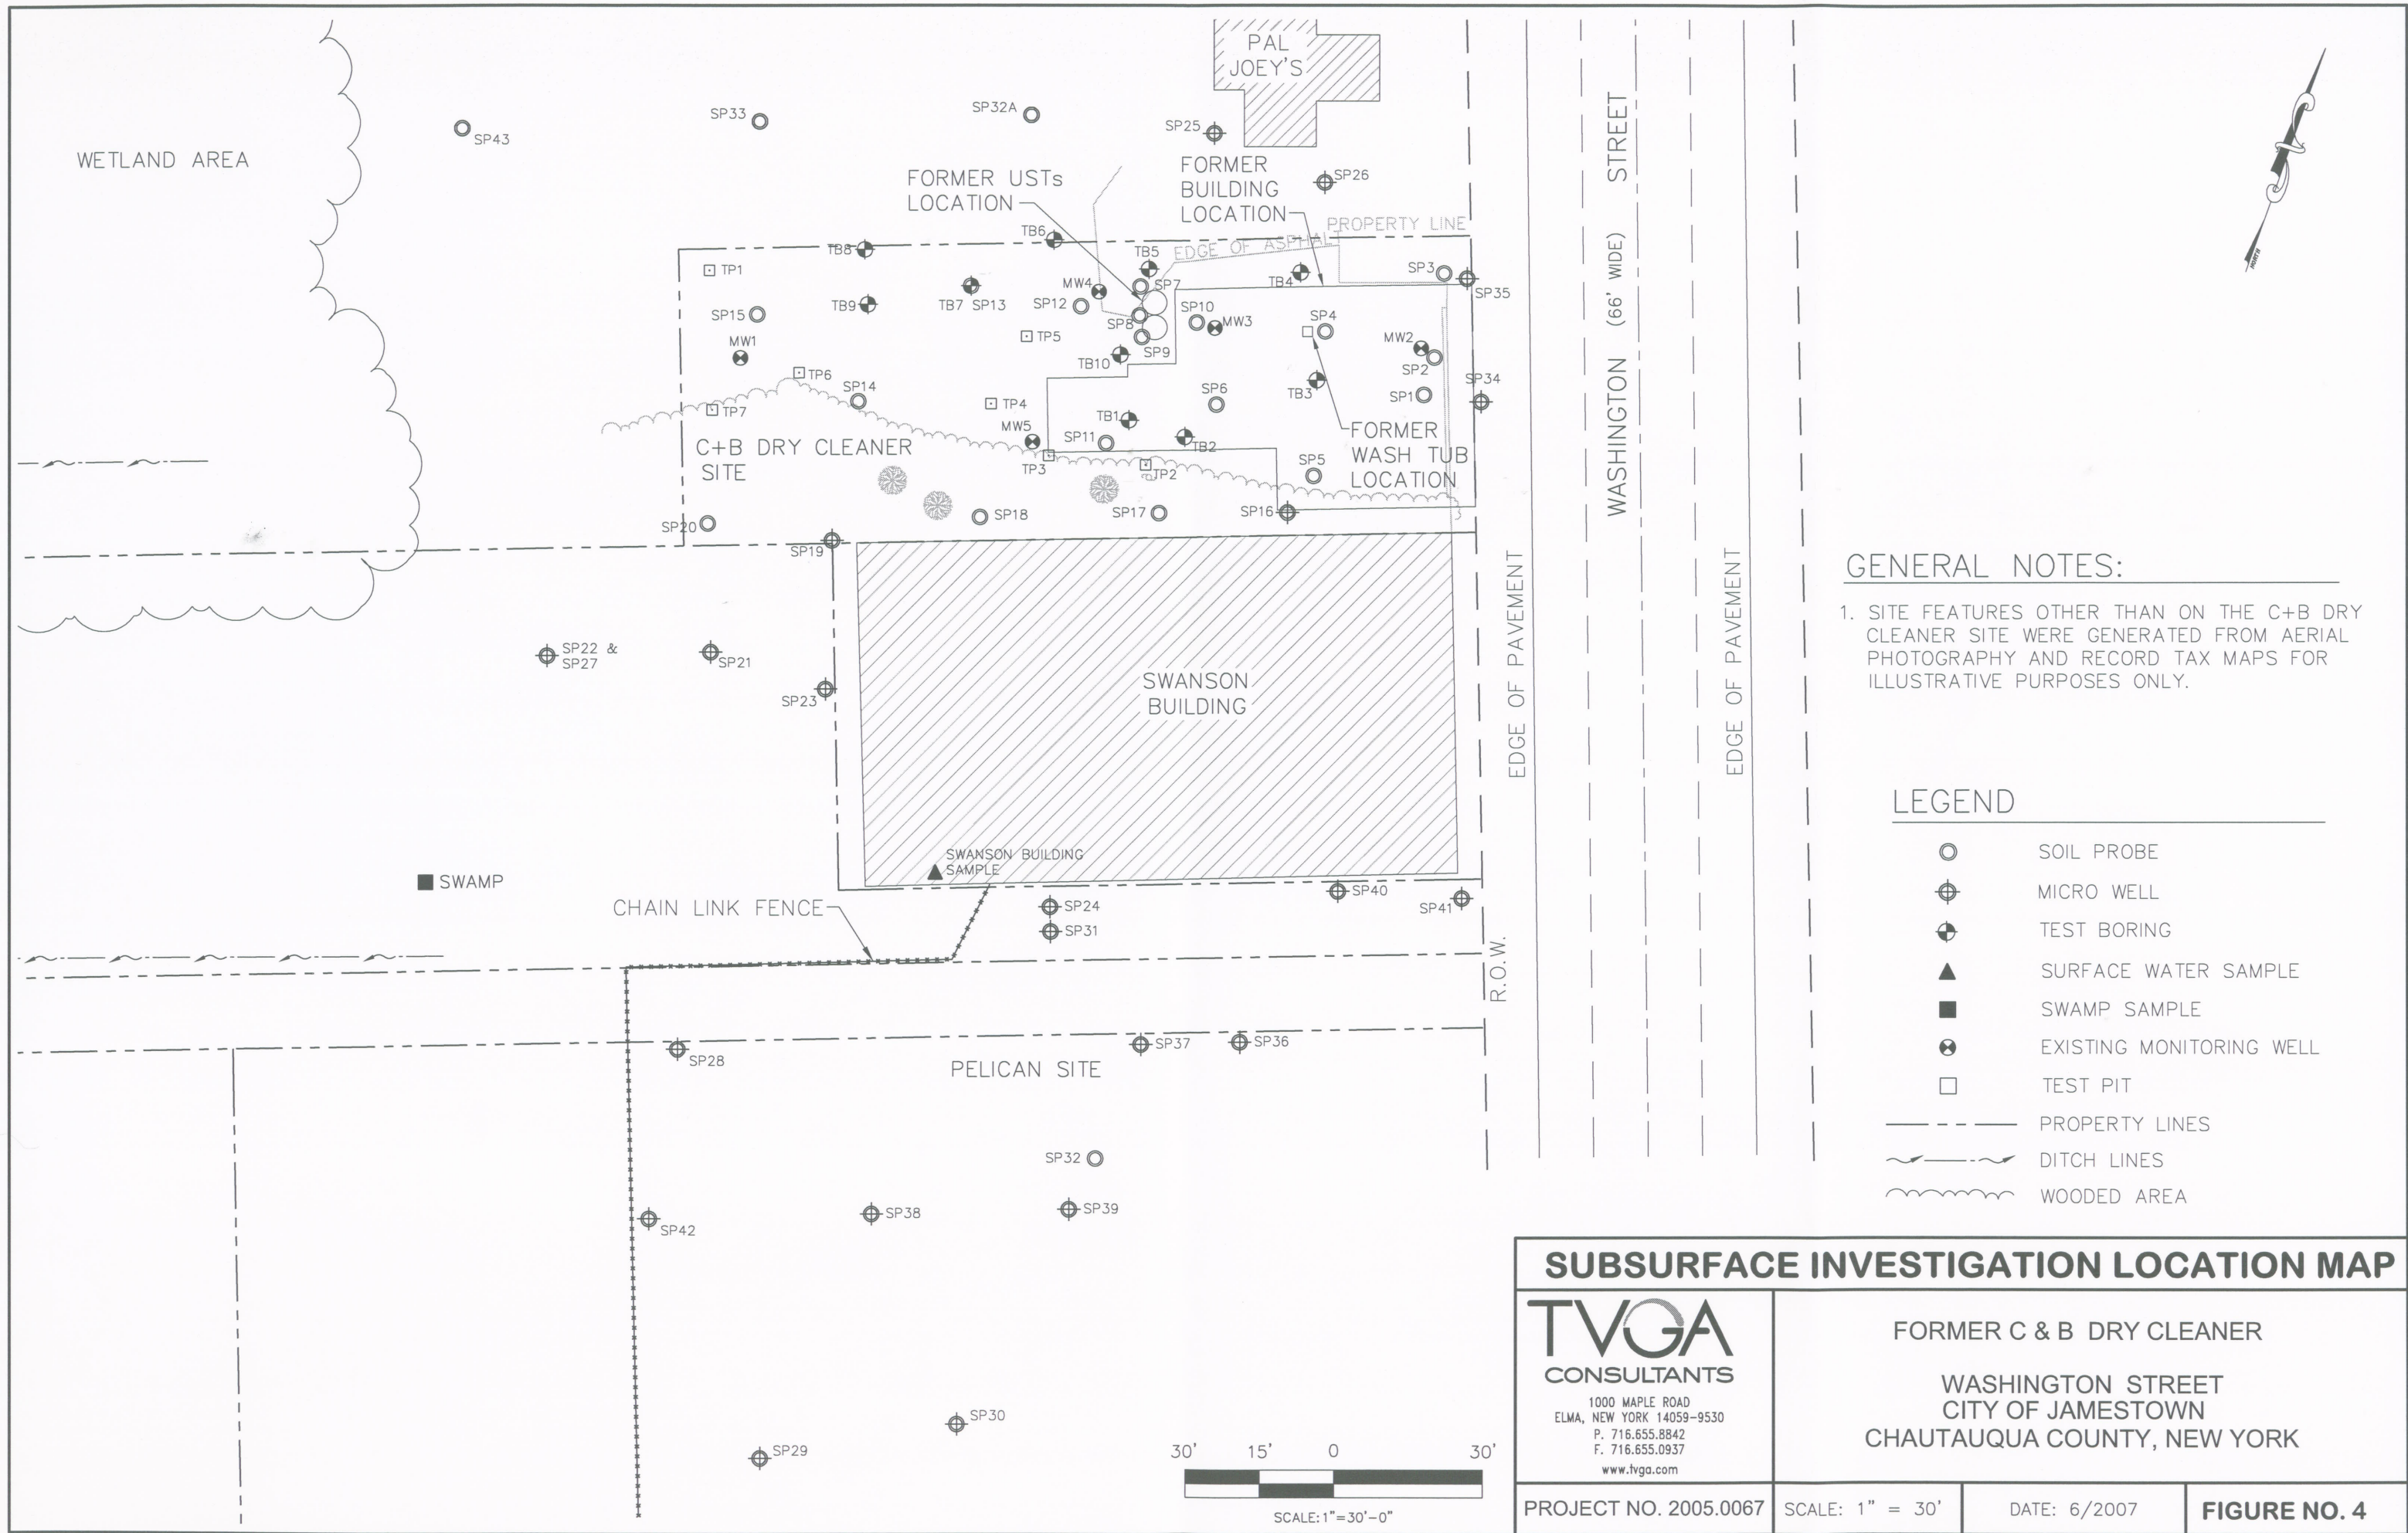 PAL
JOEY'S
SP33
SP32A
SP43
SP25
WETLAND AREA
FORMER USTs
LOCATION
FORMER
BUILDING
LOCATION
SP26
PROPERTY LINE
EDGE OF ASPHALT
TB8
TB6
TB5
TP1
TB7 SP13
MW4
SP7
TB4
SP3
SP35
TB9
SP12
SP15
SP8
SP10
MW3
SP4
MW1
TP5
SP9
MW2
SP2
TB10
TP6
SP14
SP6
TB3
SP34
SP1
TP7
TP4
TB1
MW5
SP11
TB2
C+B DRY CLEANER
SITE
TP3
TP2
SP5
FORMER
WASH TUB
LOCATION
SP20
SP18
SP17
SP16
SP19
WASHINGTON (66' WIDE) STREET
EDGE OF PAVEMENT
EDGE OF PAVEMENT
R.O.W.
NORTH
SP22 &
SP27
SP21
SP23
SWANSON
BUILDING
SWANSON BUILDING
SAMPLE
SWAMP
CHAIN LINK FENCE
SP24
SP31
SP40
SP41
SP28
SP37
SP36
PELICAN SITE
SP32
SP42
SP38
SP39
SP30
SP29
GENERAL NOTES:
1. SITE FEATURES OTHER THAN ON THE C+B DRY
CLEANER SITE WERE GENERATED FROM AERIAL
PHOTOGRAPHY AND RECORD TAX MAPS FOR
ILLUSTRATIVE PURPOSES ONLY.
LEGEND
SOIL PROBE
MICRO WELL
TEST BORING
SURFACE WATER SAMPLE
SWAMP SAMPLE
EXISTING MONITORING WELL
TEST PIT
PROPERTY LINES
DITCH LINES
WOODED AREA
30' 15' 0 30'
SCALE: 1"=30'-0"
SUBSURFACE INVESTIGATION LOCATION MAP
TVGA
CONSULTANTS
1000 MAPLE ROAD
ELMA, NEW YORK 14059-9530
P. 716.655.8842
F. 716.655.0937
www.tvga.com
FORMER C & B DRY CLEANER
WASHINGTON STREET
CITY OF JAMESTOWN
CHAUTAUQUA COUNTY, NEW YORK
PROJECT NO. 2005.0067
SCALE: 1" = 30'
DATE: 6/2007
FIGURE NO. 4